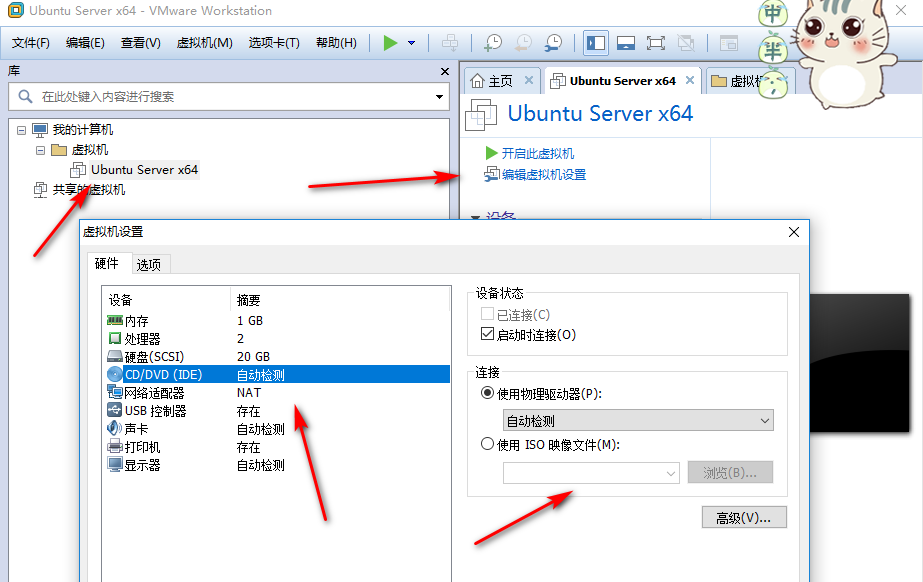 Ubuntu Server x64 - VMware Workstation
中
文件(F) 编辑(E) 查看(V) 虚拟机(M) 选项卡(T) 帮助(H)
半
库
主页 Ubuntu Server x64 虚拟机
在此处键入内容进行搜索
Ubuntu Server x64
我的计算机
虚拟机
Ubuntu Server x64
共享的虚拟机
开启此虚拟机
编辑虚拟机设置
设备
虚拟机设置
硬件 选项
设备 摘要
内存 1 GB
处理器 2
硬盘(SCSI) 20 GB
CD/DVD (IDE) 自动检测
网络适配器 NAT
USB 控制器 存在
声卡 自动检测
打印机 存在
显示器 自动检测
设备状态
已连接(C)
启动时连接(O)
连接
使用物理驱动器(P):
自动检测
使用 ISO 映像文件(M):
浏览(B)...
高级(V)...